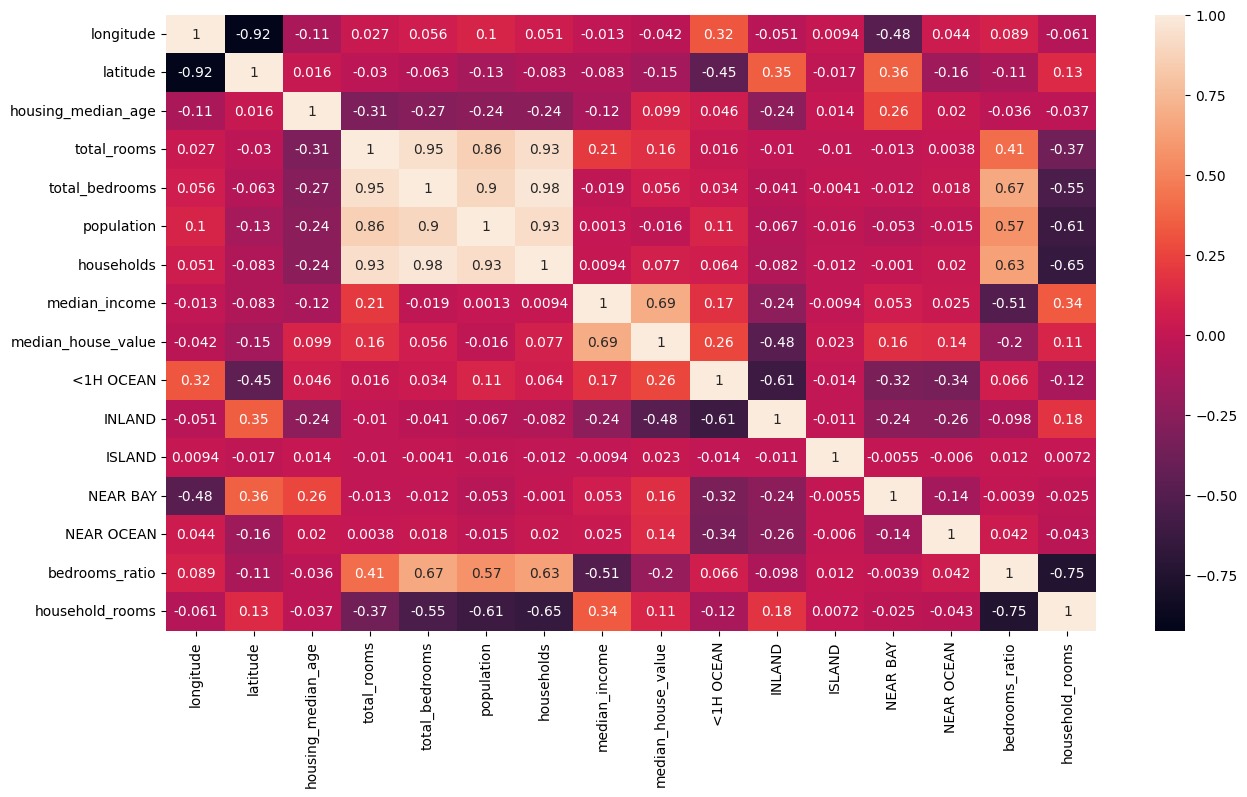 longitude 1 -0.92 -0.11 0.027 0.056 0.1 0.051 -0.013 -0.042 0.32 -0.051 0.0094 -0.48 0.044 0.089 -0.061
latitude -0.92 1 0.016 -0.03 -0.063 -0.13 -0.083 -0.083 -0.15 -0.45 0.35 -0.017 0.36 -0.16 -0.11 0.13
housing_median_age -0.11 0.016 1 -0.31 -0.27 -0.24 -0.24 -0.12 0.099 0.046 -0.24 0.014 0.26 0.02 -0.036 -0.037
total_rooms 0.027 -0.03 -0.31 1 0.95 0.86 0.93 0.21 0.16 0.016 -0.01 -0.01 -0.013 0.0038 0.41 -0.37
total_bedrooms 0.056 -0.063 -0.27 0.95 1 0.9 0.98 -0.019 0.056 0.034 -0.041 -0.0041 -0.012 0.018 0.67 -0.55
population 0.1 -0.13 -0.24 0.86 0.9 1 0.93 0.0013 -0.016 0.11 -0.067 -0.016 -0.053 -0.015 0.57 -0.61
households 0.051 -0.083 -0.24 0.93 0.98 0.93 1 0.0094 0.077 0.064 -0.082 -0.012 -0.001 0.02 0.63 -0.65
median_income -0.013 -0.083 -0.12 0.21 -0.019 0.0013 0.0094 1 0.69 0.17 -0.24 -0.0094 0.053 0.025 -0.51 0.34
median_house_value -0.042 -0.15 0.099 0.16 0.056 -0.016 0.077 0.69 1 0.26 -0.48 0.023 0.16 0.14 -0.2 0.11
<1H OCEAN 0.32 -0.45 0.046 0.016 0.034 0.11 0.064 0.17 0.26 1 -0.61 -0.014 -0.32 -0.34 0.066 -0.12
INLAND -0.051 0.35 -0.24 -0.01 -0.041 -0.067 -0.082 -0.24 -0.48 -0.61 1 -0.011 -0.24 -0.26 -0.098 0.18
ISLAND 0.0094 -0.017 0.014 -0.01 -0.0041 -0.016 -0.012 -0.0094 0.023 -0.014 -0.011 1 -0.0055 -0.006 0.012 0.0072
NEAR BAY -0.48 0.36 0.26 -0.013 -0.012 -0.053 -0.001 0.053 0.16 -0.32 -0.24 -0.0055 1 -0.14 -0.0039 -0.025
NEAR OCEAN 0.044 -0.16 0.02 0.0038 0.018 -0.015 0.02 0.025 0.14 -0.34 -0.26 -0.006 -0.14 1 0.042 -0.043
bedrooms_ratio 0.089 -0.11 -0.036 0.41 0.67 0.57 0.63 -0.51 -0.2 0.066 -0.098 0.012 -0.0039 0.042 1 -0.75
household_rooms -0.061 0.13 -0.037 -0.37 -0.55 -0.61 -0.65 0.34 0.11 -0.12 0.18 0.0072 -0.025 -0.043 -0.75 1
longitude
latitude
housing_median_age
total_rooms
total_bedrooms
population
households
median_income
median_house_value
<1H OCEAN
INLAND
ISLAND
NEAR BAY
NEAR OCEAN
bedrooms_ratio
household_rooms
1.00
0.75
0.50
0.25
0.00
−0.25
−0.50
−0.75